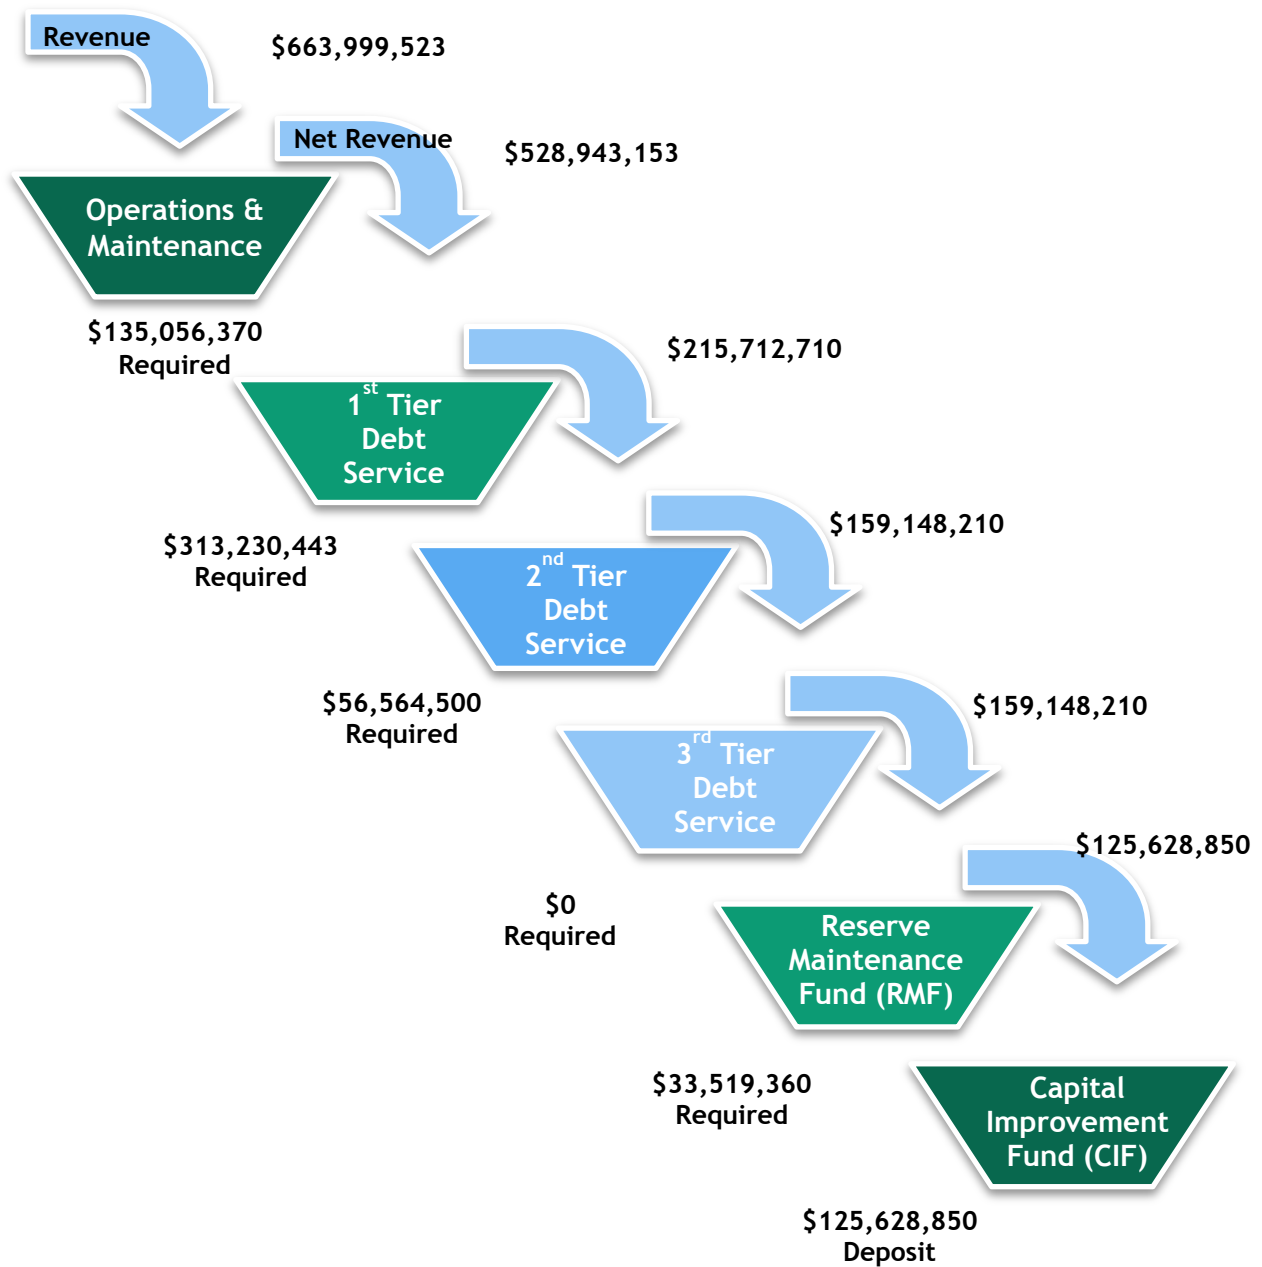 Revenue
$663,999,523
Net Revenue
$528,943,153
Operations &
Maintenance
$135,056,370
Required
$215,712,710
1st Tier
Debt
Service
$313,230,443
Required
$159,148,210
2nd Tier
Debt
Service
$56,564,500
Required
$159,148,210
3rd Tier
Debt
Service
$0
Required
$125,628,850
Reserve
Maintenance
Fund (RMF)
$33,519,360
Required
Capital
Improvement
Fund (CIF)
$125,628,850
Deposit